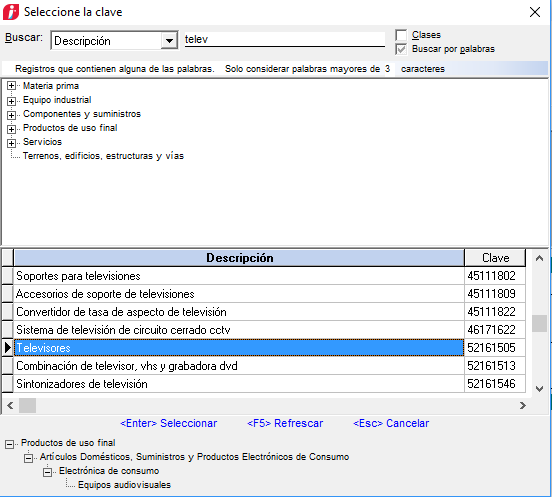 Seleccione la clave
Buscar: Descripción telev Clases
Buscar por palabras
Registros que contienen alguna de las palabras. Solo considerar palabras mayores de 3 caracteres
Materia prima
Equipo industrial
Componentes y suministros
Productos de uso final
Servicios
Terrenos, edificios, estructuras y vías
Descripción Clave
Soportes para televisiones 45111802
Accesorios de soporte de televisiones 45111809
Convertidor de tasa de aspecto de televisión 45111822
Sistema de televisión de circuito cerrado cctv 46171622
Televisores 52161505
Combinación de televisor, vhs y grabadora dvd 52161513
Sintonizadores de televisión 52161546
<Enter> Seleccionar <F5> Refrescar <Esc> Cancelar
Productos de uso final
Artículos Domésticos, Suministros y Productos Electrónicos de Consumo
Electrónica de consumo
Equipos audiovisuales